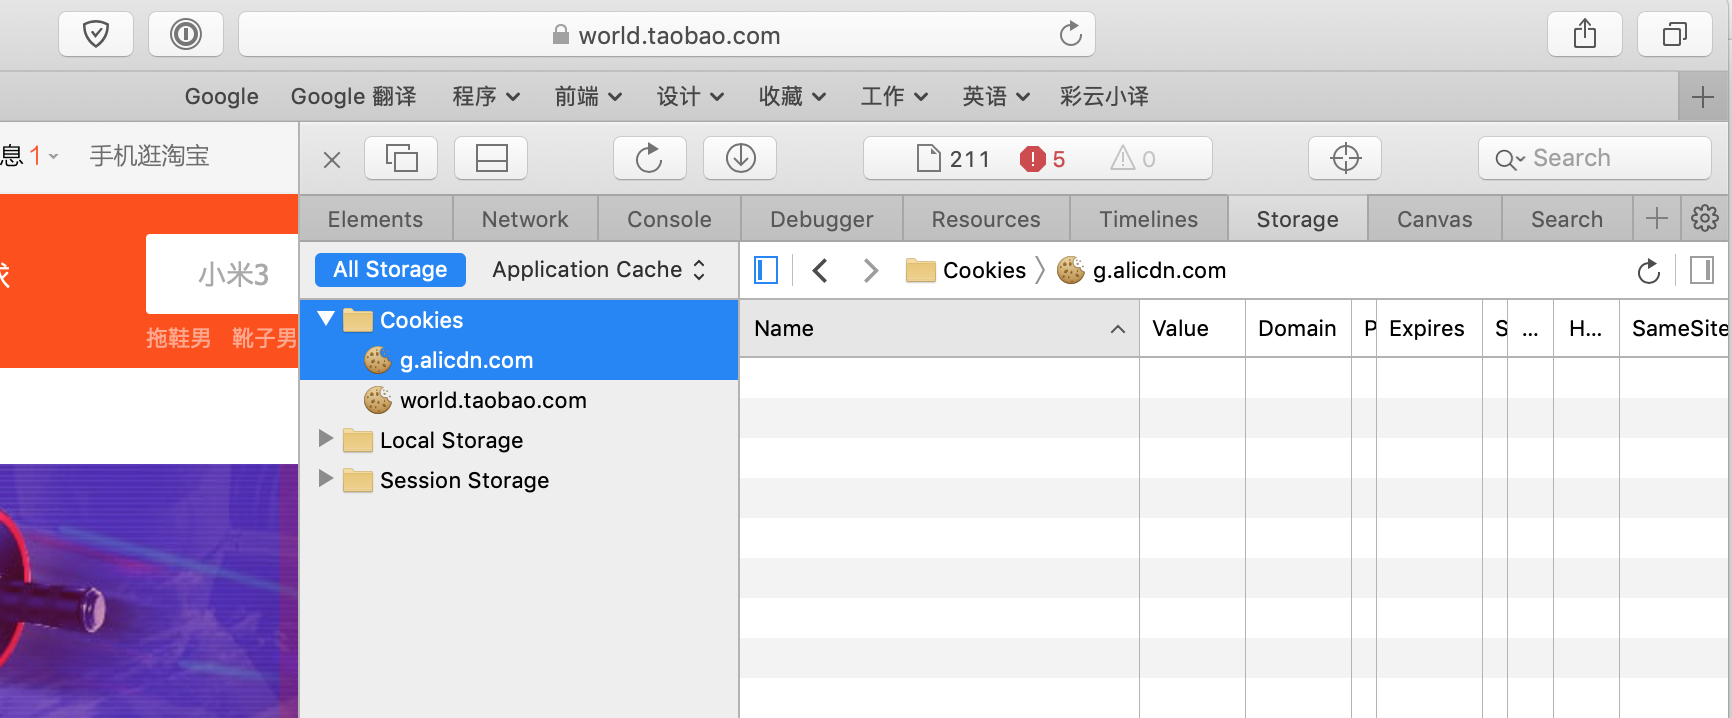 world.taobao.com
Google Google 翻译 程序 前端 设计 收藏 工作 英语 彩云小译
息 1 手机逛淘宝
211 5 0 Search
Elements Network Console Debugger Resources Timelines Storage Canvas Search
小米3
拖鞋男 靴子男
All Storage Application Cache
Cookies g.alicdn.com
Cookies
g.alicdn.com
world.taobao.com
Local Storage
Session Storage
Name Value Domain P Expires S ... H... SameSite